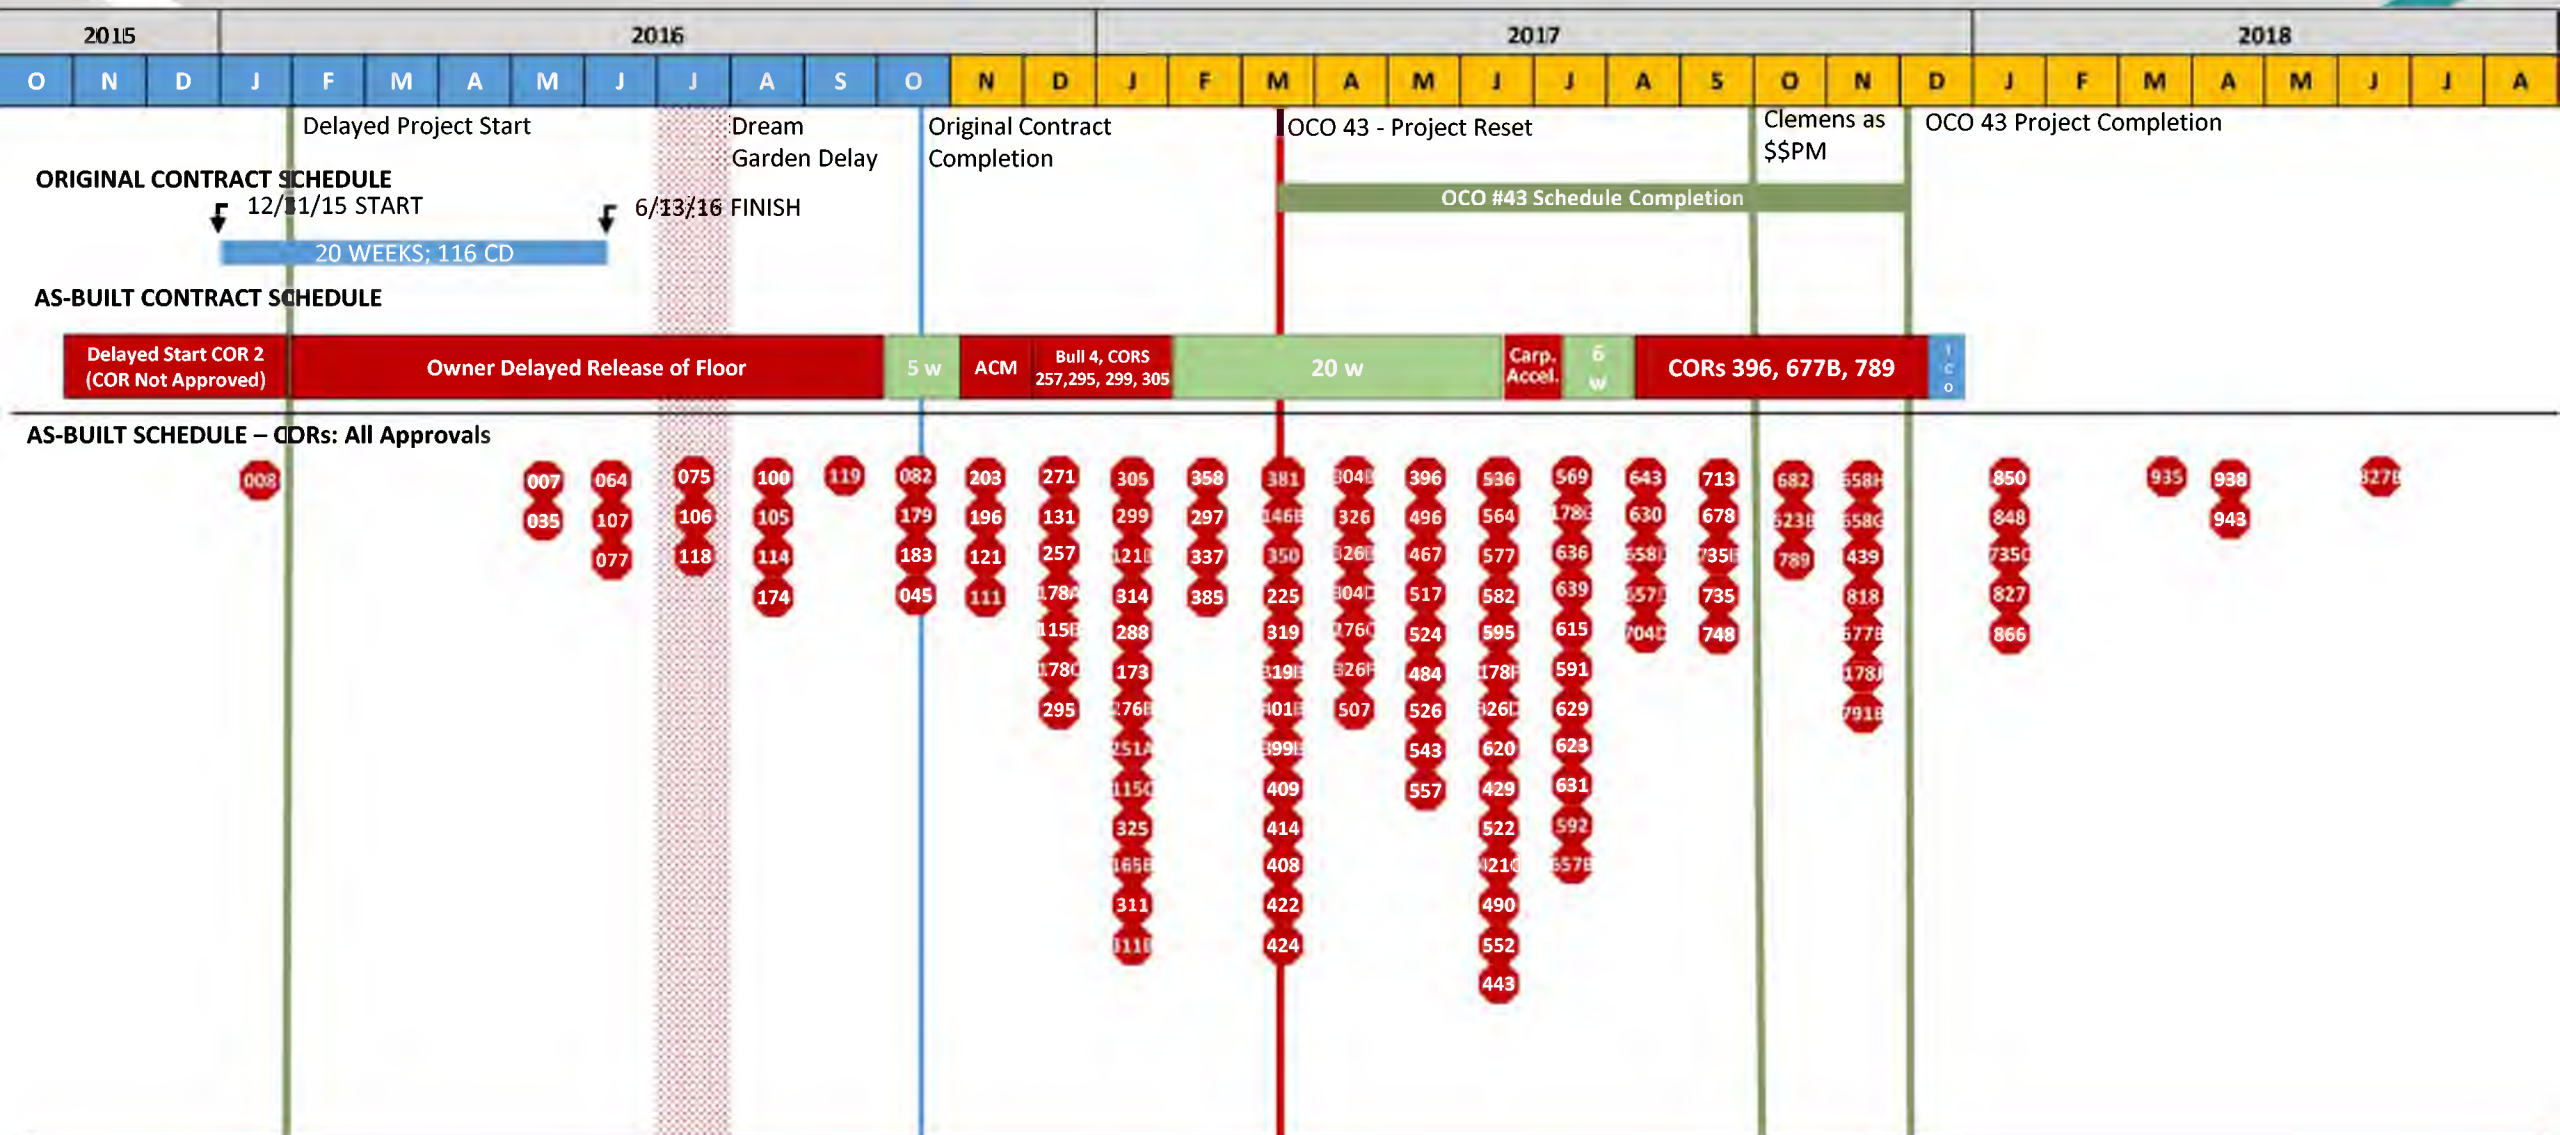 2015 2016 2017 2018
O N D J F M A M J J A S O N D J F M A M J J A S O N D J F M A M J J A
Delayed Project Start
Dream
Garden Delay
Original Contract
Completion
OCO 43 - Project Reset
Clemens as
$$PM
OCO 43 Project Completion
ORIGINAL CONTRACT SCHEDULE
12/31/15 START
6/13/16 FINISH
OCO #43 Schedule Completion
20 WEEKS; 116 CD
AS-BUILT CONTRACT SCHEDULE
Delayed Start COR 2
(COR Not Approved)
Owner Delayed Release of Floor
5 w
ACM
Bull 4, CORS
257,295, 299, 305
20 w
Carp.
Accel.
6
w
CORs 396, 677B, 789
AS-BUILT SCHEDULE – CORs: All Approvals
008 007 064 075 100 119 082 203 271 305 358 381 396 536 569 643 713 682 850 935 938
035 107 106 105 179 196 131 299 297 326 496 564 630 678 848 943
077 118 114 183 121 257 337 350 467 577 636 789 439
174 045 111 314 385 225 517 582 639 735 818 827
288 319 524 595 615 748 866
173 484 591
295 507 526 629
543 620 623
409 557 429 631
325 414 522 592
408
311 422 490
424 552
443